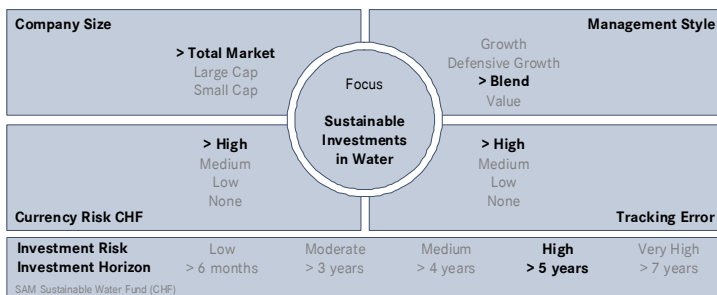 Company Size
> Total Market
Large Cap
Small Cap
Management Style
Growth
Defensive Growth
> Blend
Value
Focus
Sustainable
Investments
in Water
> High
Medium
Low
None
Currency Risk CHF
> High
Medium
Low
None
Tracking Error
Investment Risk Low Moderate Medium High Very High
Investment Horizon > 6 months > 3 years > 4 years > 5 years > 7 years
SAM Sustainable Water Fund (CHF)